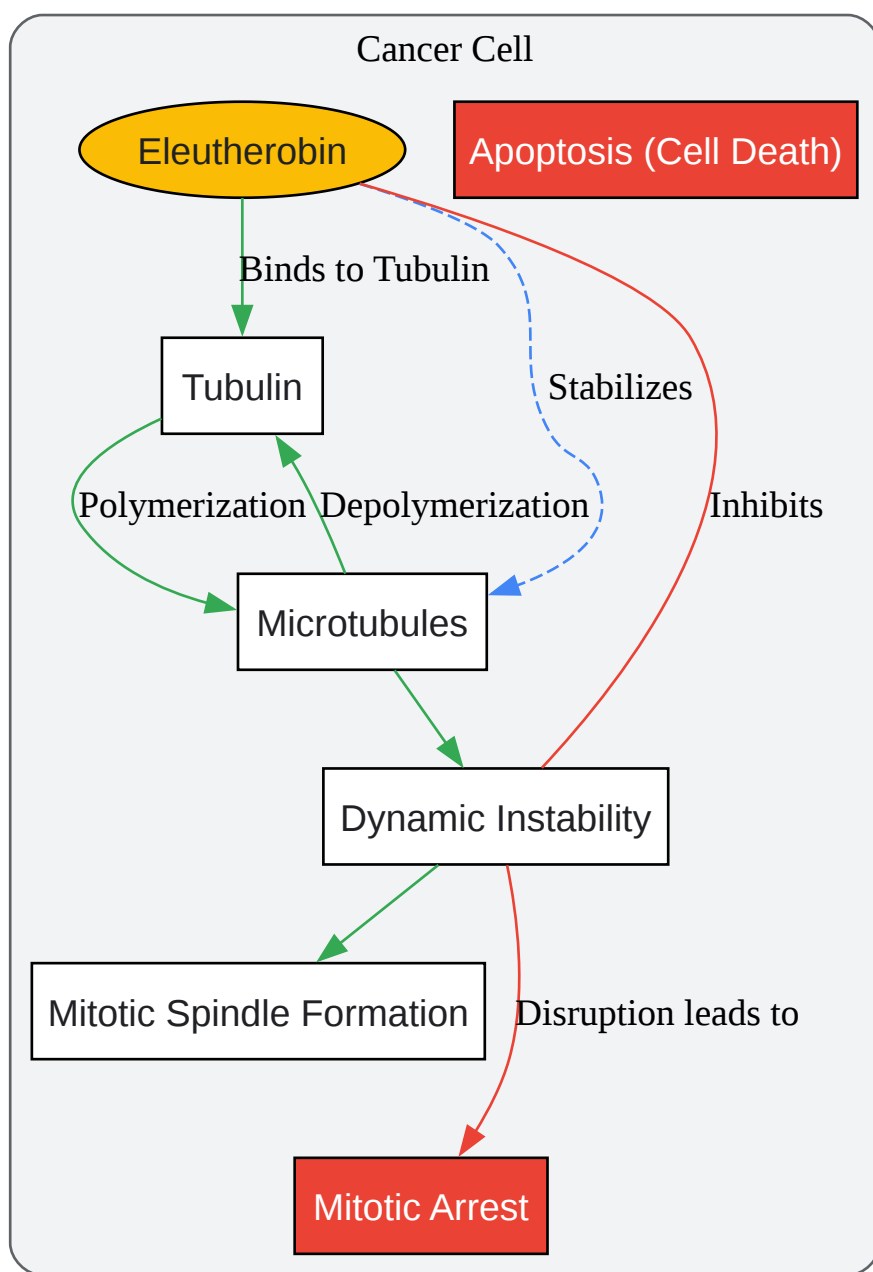 Cancer Cell
Eleutherobin
Apoptosis (Cell Death)
Binds to Tubulin
Tubulin
Stabilizes
Polymerization
Depolymerization
Inhibits
Microtubules
Dynamic Instability
Mitotic Spindle Formation
Disruption leads to
Mitotic Arrest